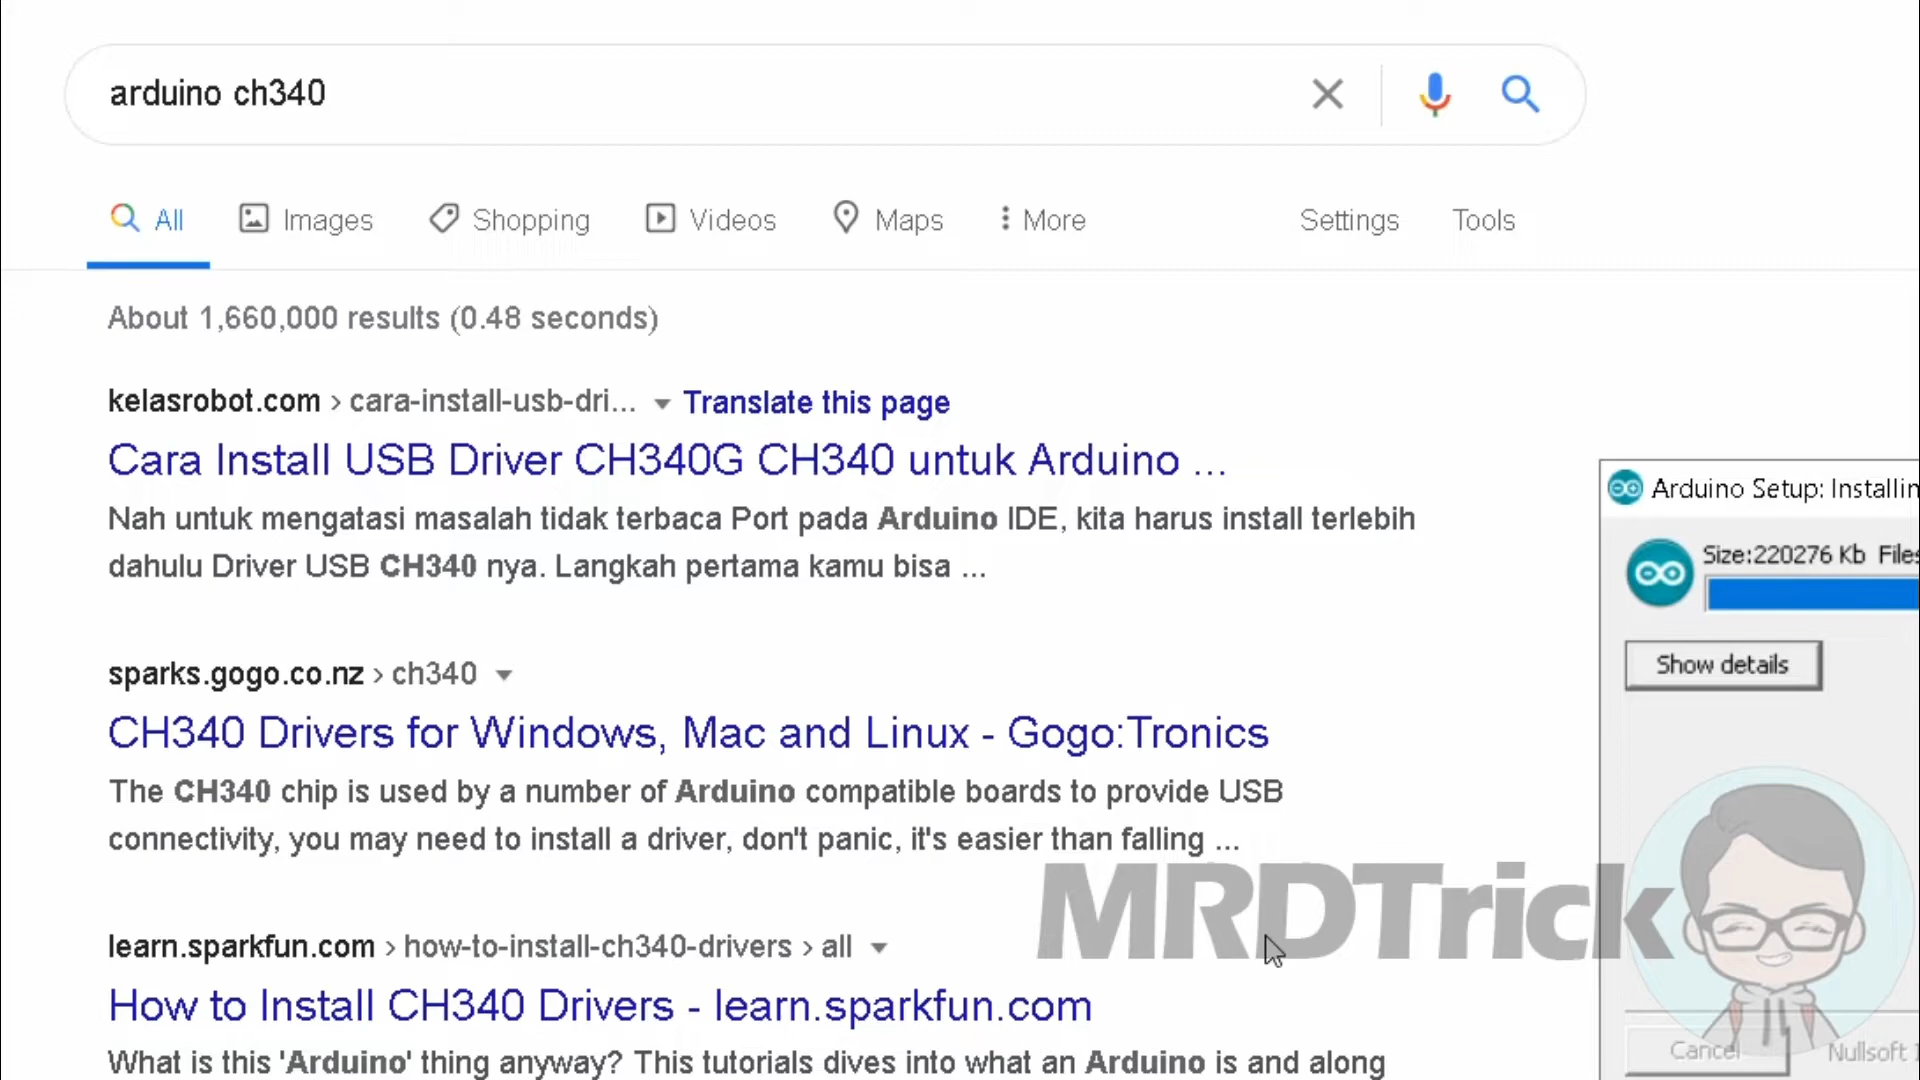 arduino ch340
All Images Shopping Videos Maps More Settings Tools
About 1,660,000 results (0.48 seconds)
kelasrobot.com › cara-install-usb-dri... Translate this page
Cara Install USB Driver CH340G CH340 untuk Arduino ...
Nah untuk mengatasi masalah tidak terbaca Port pada Arduino IDE, kita harus install terlebih
dahulu Driver USB CH340 nya. Langkah pertama kamu bisa ...
sparks.gogo.co.nz › ch340
CH340 Drivers for Windows, Mac and Linux - Gogo:Tronics
The CH340 chip is used by a number of Arduino compatible boards to provide USB
connectivity, you may need to install a driver, don't panic, it's easier than falling ...
learn.sparkfun.com › how-to-install-ch340-drivers › all
How to Install CH340 Drivers - learn.sparkfun.com
What is this 'Arduino' thing anyway? This tutorials dives into what an Arduino is and along
Arduino Setup: Installin
Size:220276 Kb Files
Show details
MRDTrick
Cancel Nullsoft